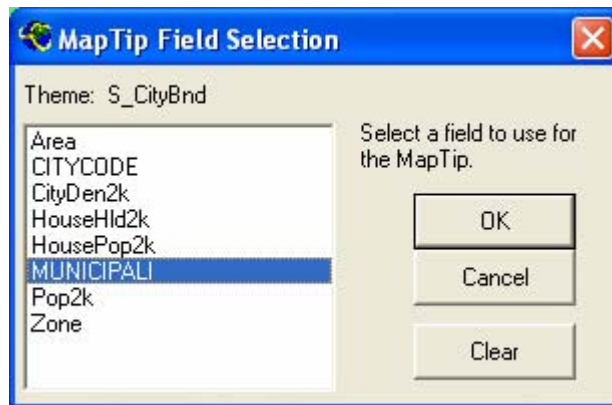 MapTip Field Selection
Theme: S_CityBnd
Area
CITYCODE
CityDen2k
HouseHld2k
HousePop2k
MUNICIPALI
Pop2k
Zone
Select a field to use for
the MapTip.
OK
Cancel
Clear